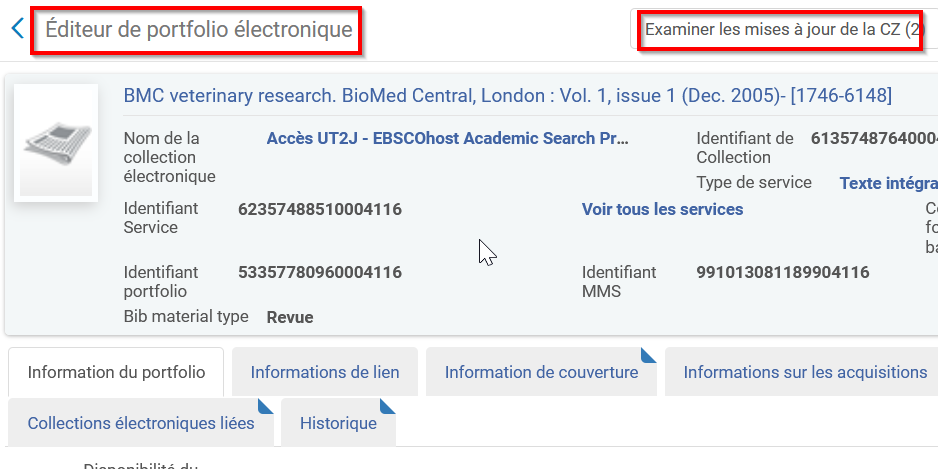 Éditeur de portfolio électronique
Examiner les mises à jour de la CZ (2)
BMC veterinary research. BioMed Central, London : Vol. 1, issue 1 (Dec. 2005)- [1746-6148]
Nom de la collection électronique
Accès UT2J - EBSCOhost Academic Search Pr...
Identifiant de Collection
6135748764000
Type de service
Texte intégra
Identifiant Service
62357488510004116
Voir tous les services
Identifiant portfolio
53357780960004116
Identifiant MMS
991013081189904116
Bib material type
Revue
Information du portfolio
Informations de lien
Information de couverture
Informations sur les acquisitions
Collections électroniques liées
Historique
Disponibilité du